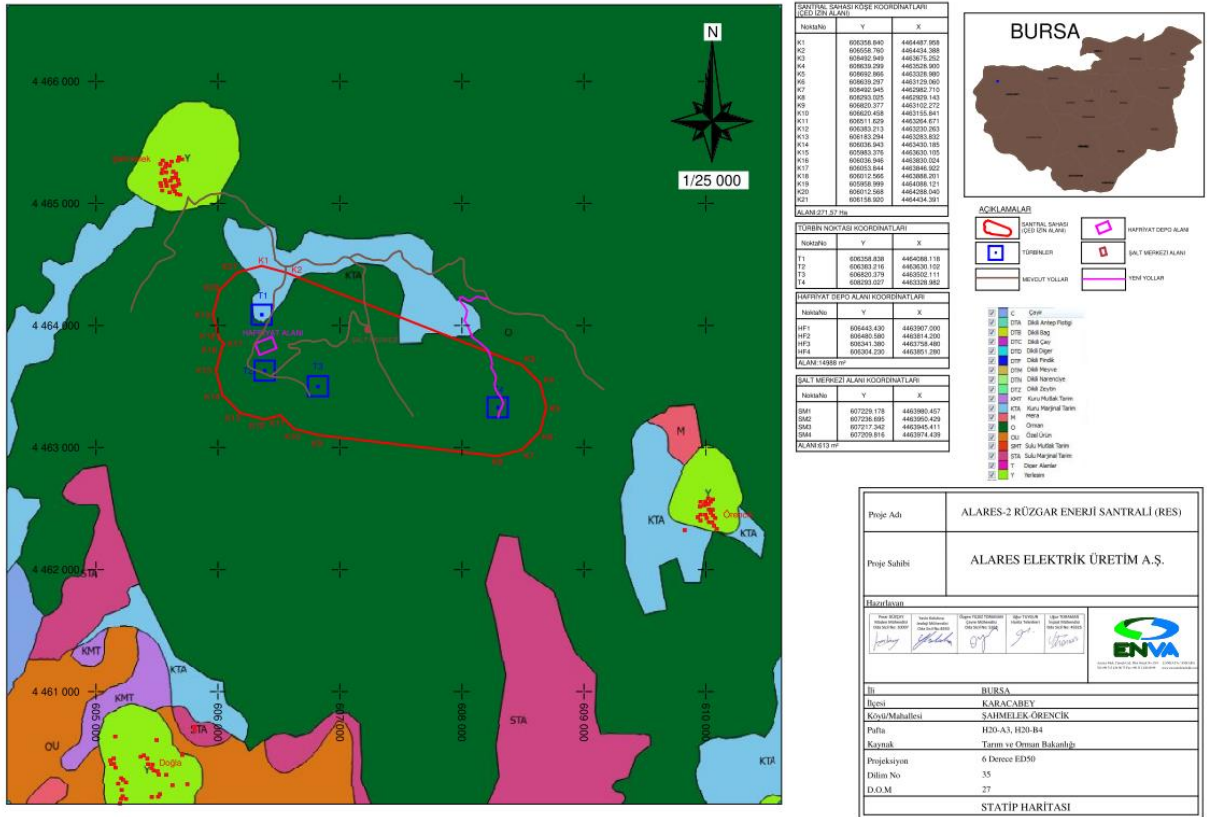 N
1/25 000
4 466 000
4 465 000
4 464 000
4 463 000
4 462 000
4 461 000
605 000
606 000
607 000
608 000
609 000
610 000
Y
K1
K2
KTA
T1
HAFRİYAT ALANI
T3
O
M
Y
Örencik
KTA
KTA
STA
KMT
KTA
KMT
STA
OU
Y
Doğla
STA
KTA
SANTRAL SAHASI KÖŞE KOORDİNATLARI
(ÇED İZİN ALANI)
NoktaNo Y X
K1 606358.840 4464487.958
K2 606558.760 4464434.388
K3 608492.949 4463675.252
K4 608639.299 4463528.900
K5 608692.866 4463328.980
K6 608639.297 4463129.060
K7 608492.945 4462982.710
K8 608293.025 4462929.143
K9 606820.377 4463102.272
K10 606620.458 4463155.841
K11 606511.629 4463264.671
K12 606383.213 4463230.263
K13 606183.294 4463283.832
K14 606036.943 4463430.185
K15 605983.376 4463630.105
K16 606036.946 4463830.024
K17 606053.844 4463846.922
K18 606012.566 4463888.201
K19 605958.999 4464088.121
K20 606012.568 4464288.040
K21 606158.920 4464434.391
ALANI:271,57 Ha
TÜRBİN NOKTASI KOORDİNATLARI
NoktaNo Y X
T1 606358.838 4464088.118
T2 606383.216 4463630.102
T3 606820.379 4463502.111
T4 608293.027 4463328.982
HAFRİYAT DEPO ALANI KOORDİNATLARI
NoktaNo Y X
HF1 606443.430 4463907.000
HF2 606480.580 4463814.200
HF3 606341.380 4463758.480
HF4 606304.230 4463851.280
ALANI:14988 m²
ŞALT MERKEZİ ALANI KOORDİNATLARI
NoktaNo Y X
SM1 607229.178 4463980.457
SM2 607236.695 4463950.429
SM3 607217.342 4463945.411
SM4 607209.816 4463974.439
ALANI:613 m²
BURSA
AÇIKLAMALAR
SANTRAL SAHASI
(ÇED İZİN ALANI)
HAFRİYAT DEPO ALANI
TÜRBİNLER
ŞALT MERKEZİ ALANI
MEVCUT YOLLAR
YENİ YOLLAR
C Çayır
DTA Dikili Antep Fıstığı
DTB Dikili Bağ
DTC Dikili Çay
DTD Dikili Diğer
DTF Dikili Fındık
DTM Dikili Meyve
DTN Dikili Narenciye
DTZ Dikili Zeytin
KMT Kuru Mutlak Tarım
KTA Kuru Marjinal Tarım
M Mera
O Orman
OU Özel Ürün
SMT Sulu Mutlak Tarım
STA Sulu Marjinal Tarım
T Diğer Alanlar
Y Yerleşim
Proje Adı ALARES-2 RÜZGAR ENERJİ SANTRALİ (RES)
Proje Sahibi ALARES ELEKTRİK ÜRETİM A.Ş.
Hazırlayan
ENVA
İli BURSA
İlçesi KARACABEY
Köyü/Mahallesi ŞAHMELEK-ÖRENCİK
Pafta H20-A3, H20-B4
Kaynak Tarım ve Orman Bakanlığı
Projeksiyon 6 Derece ED50
Dilim No 35
D.O.M 27
STATİP HARİTASI